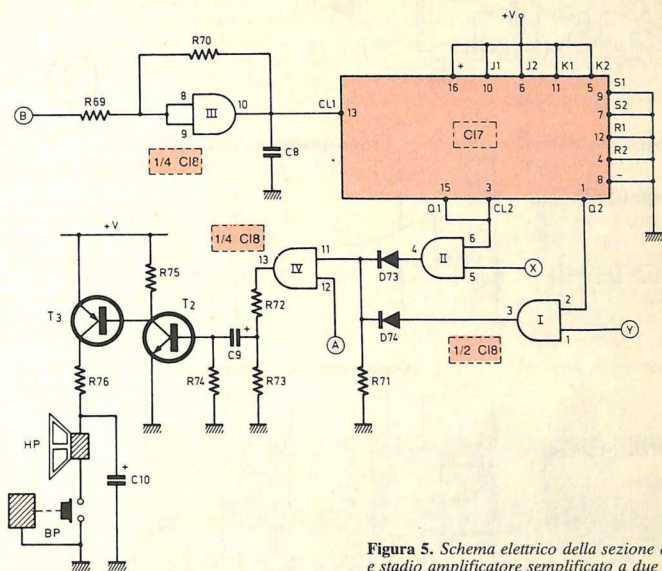 +V
R70
R69
B
8
9
III
10
1/4 CI8
C8
CL1
13
16
+
10
J1
6
J2
11
K1
5
K2
9
S1
7
S2
12
R1
4
R2
8
–
CI7
15
Q1
3
CL2
1
Q2
+V
1/4 CI8
R75
T3
T2
13
IV
11
12
A
R72
C9
+
R74
R73
R76
HP
BP
C10
+
D73
4
II
6
5
X
D74
3
I
2
1
Y
1/2 CI8
R71
Figura 5. Schema elettrico della sezione
e stadio amplificatore semplificato a due